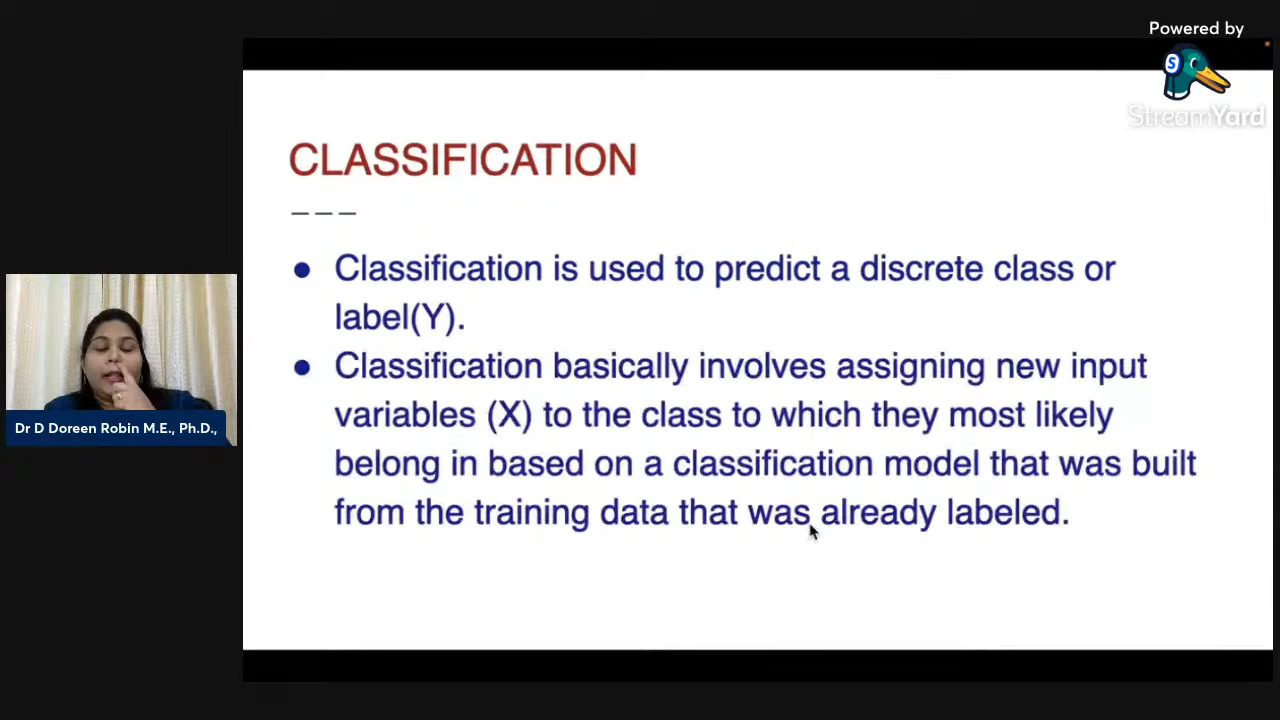 Powered by
StreamYard
CLASSIFICATION
● Classification is used to predict a discrete class or
label(Y).
● Classification basically involves assigning new input
variables (X) to the class to which they most likely
belong in based on a classification model that was built
from the training data that was already labeled.
Dr D Doreen Robin M.E., Ph.D.,